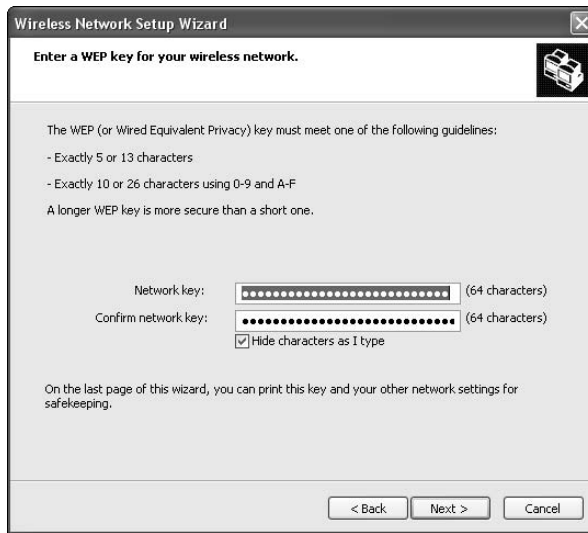 Wireless Network Setup Wizard
Enter a WEP key for your wireless network.
The WEP (or Wired Equivalent Privacy) key must meet one of the following guidelines:
- Exactly 5 or 13 characters
- Exactly 10 or 26 characters using 0-9 and A-F
A longer WEP key is more secure than a short one.
Network key: (64 characters)
Confirm network key: (64 characters)
Hide characters as I type
On the last page of this wizard, you can print this key and your other network settings for
safekeeping.
< Back Next > Cancel